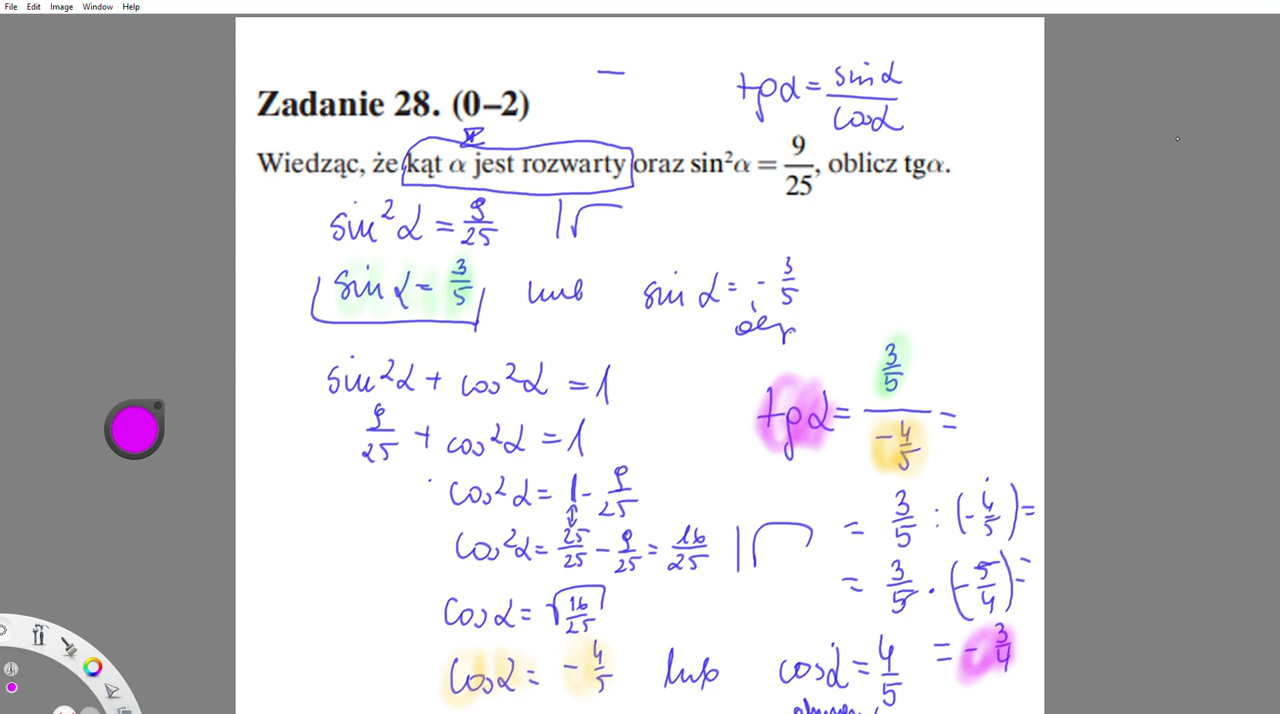 File Edit Image Window Help
Zadanie 28. (0–2)
tgα = sinα/cosα
Wiedząc, że kąt α jest rozwarty oraz sin²α = 9/25, oblicz tgα.
sin²α = 9/25 |√
sin α = 3/5 lub sin α = -3/5
sin²α + cos²α = 1
9/25 + cos²α = 1
cos²α = 1 - 9/25
cos²α = 25/25 - 9/25 = 16/25 |√
cosα = √16/25
cosα = -4/5 lub cosα = 4/5
tgα = 3/5 / -4/5 =
= 3/5 : (-4/5) =
= 3/5 · (-5/4) =
= -3/4